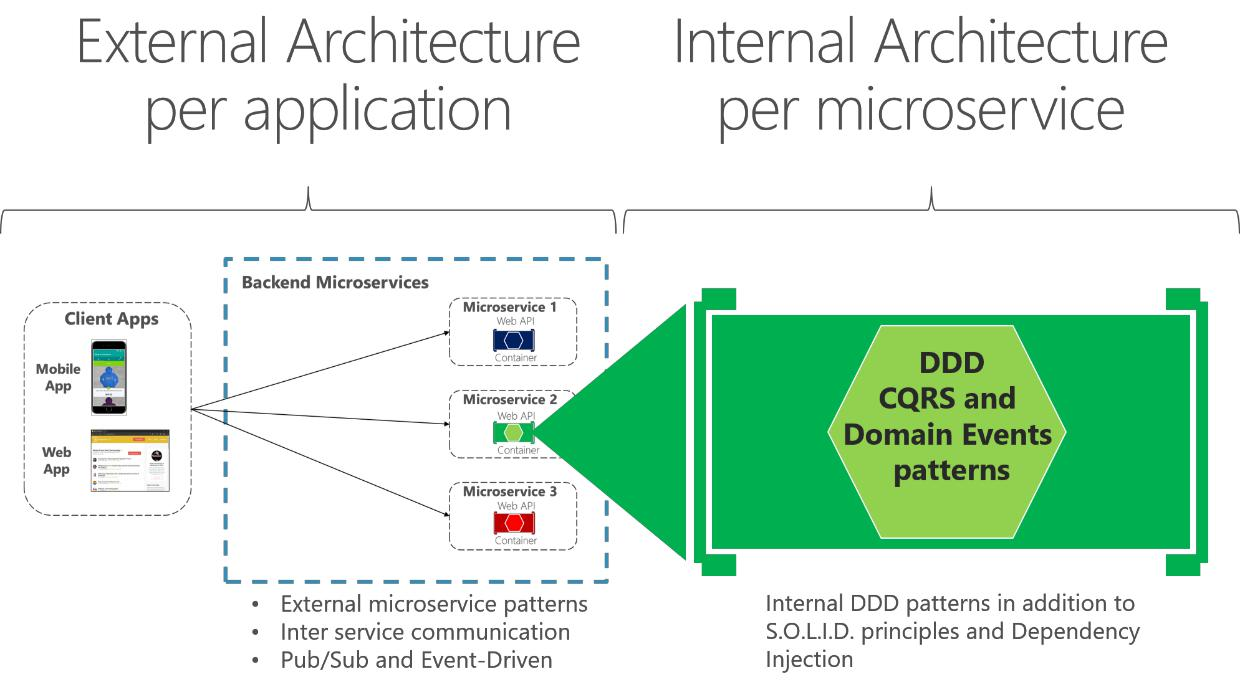 External Architecture
per application
Internal Architecture
per microservice
Backend Microservices
Client Apps
Mobile
App
Web
App
Microservice 1
Web API
Container
Microservice 2
Web API
Container
Microservice 3
Web API
Container
DDD
CQRS and
Domain Events
patterns
• External microservice patterns
• Inter service communication
• Pub/Sub and Event-Driven
Internal DDD patterns in addition to
S.O.L.I.D. principles and Dependency
Injection